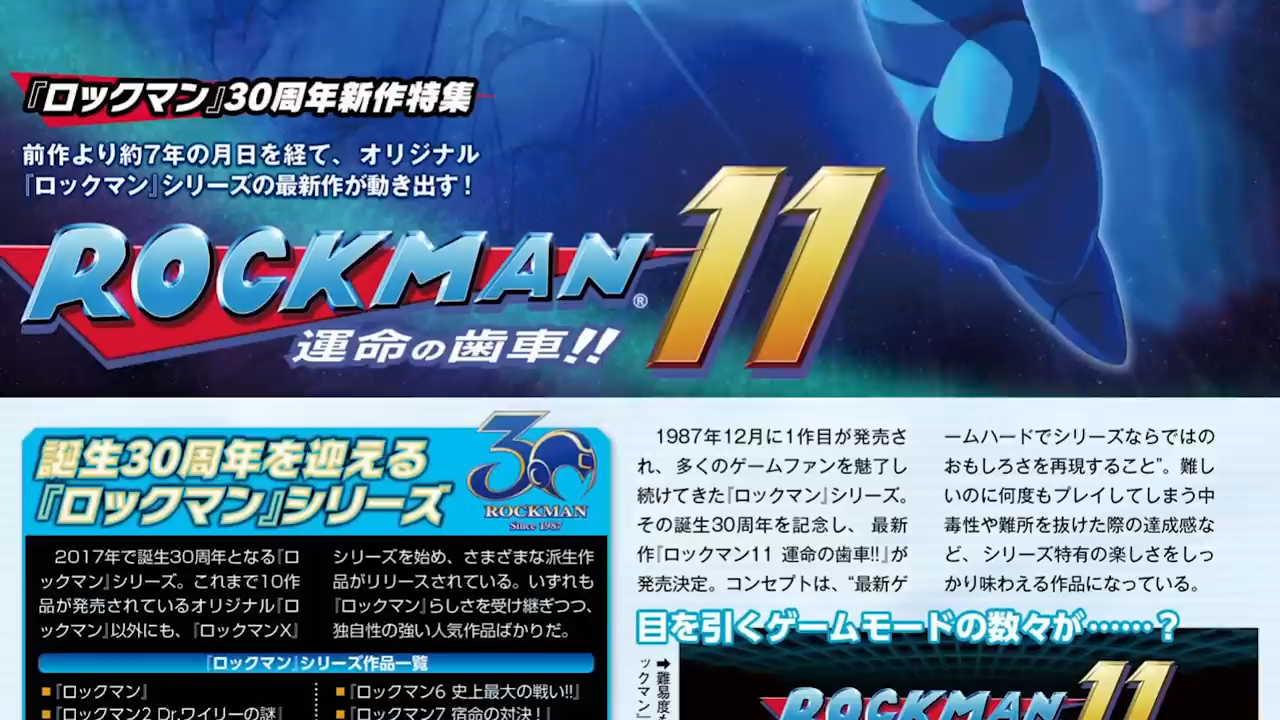 『ロックマン』30周年新作特集
前作より約7年の月日を経て、オリジナル
『ロックマン』シリーズの最新作が動き出す！
ROCKMAN® 11
運命の歯車!!
誕生30周年を迎える
『ロックマン』シリーズ
30
ROCKMAN
Since 1987
2017年で誕生30周年となる『ロ
ックマン』シリーズ。これまで10作
品が発売されているオリジナル『ロ
ックマン』以外にも、『ロックマンX』
シリーズを始め、さまざまな派生作
品がリリースされている。いずれも
『ロックマン』らしさを受け継ぎつつ、
独自性の強い人気作品ばかりだ。
『ロックマン』シリーズ作品一覧
■『ロックマン』
■『ロックマン2 Dr.ワイリーの謎』
■『ロックマン6 史上最大の戦い!!』
■『ロックマン7 宿命の対決！』
1987年12月に1作目が発売さ
れ、多くのゲームファンを魅了し
続けてきた『ロックマン』シリーズ。
その誕生30周年を記念し、最新
作『ロックマン11 運命の歯車!!』が
発売決定。コンセプトは、“最新ゲ
ームハードでシリーズならではの
おもしろさを再現すること”。難し
いのに何度もプレイしてしまう中
毒性や難所を抜けた際の達成感な
ど、シリーズ特有の楽しさをしっ
かり味わえる作品になっている。
目を引くゲームモードの数々が……？
➡難易度
ックマン』
ROCKMAN 11